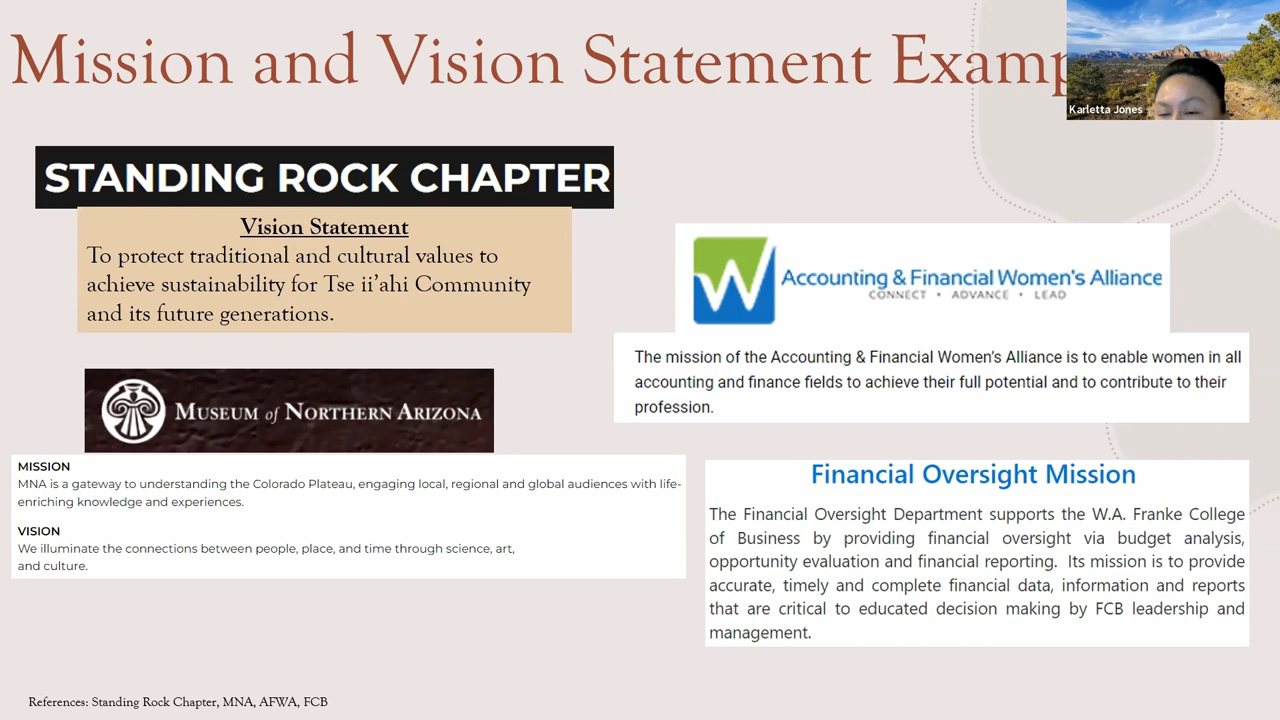 Mission and Vision Statement Examp
Karletta Jones
STANDING ROCK CHAPTER
Vision Statement
To protect traditional and cultural values to
achieve sustainability for Tse ii’ahi Community
and its future generations.
MUSEUM of NORTHERN ARIZONA
MISSION
MNA is a gateway to understanding the Colorado Plateau, engaging local, regional and global audiences with life-
enriching knowledge and experiences.
VISION
We illuminate the connections between people, place, and time through science, art,
and culture.
Accounting & Financial Women's Alliance
CONNECT • ADVANCE • LEAD
The mission of the Accounting & Financial Women’s Alliance is to enable women in all
accounting and finance fields to achieve their full potential and to contribute to their
profession.
Financial Oversight Mission
The Financial Oversight Department supports the W.A. Franke College
of Business by providing financial oversight via budget analysis,
opportunity evaluation and financial reporting. Its mission is to provide
accurate, timely and complete financial data, information and reports
that are critical to educated decision making by FCB leadership and
management.
References: Standing Rock Chapter, MNA, AFWA, FCB